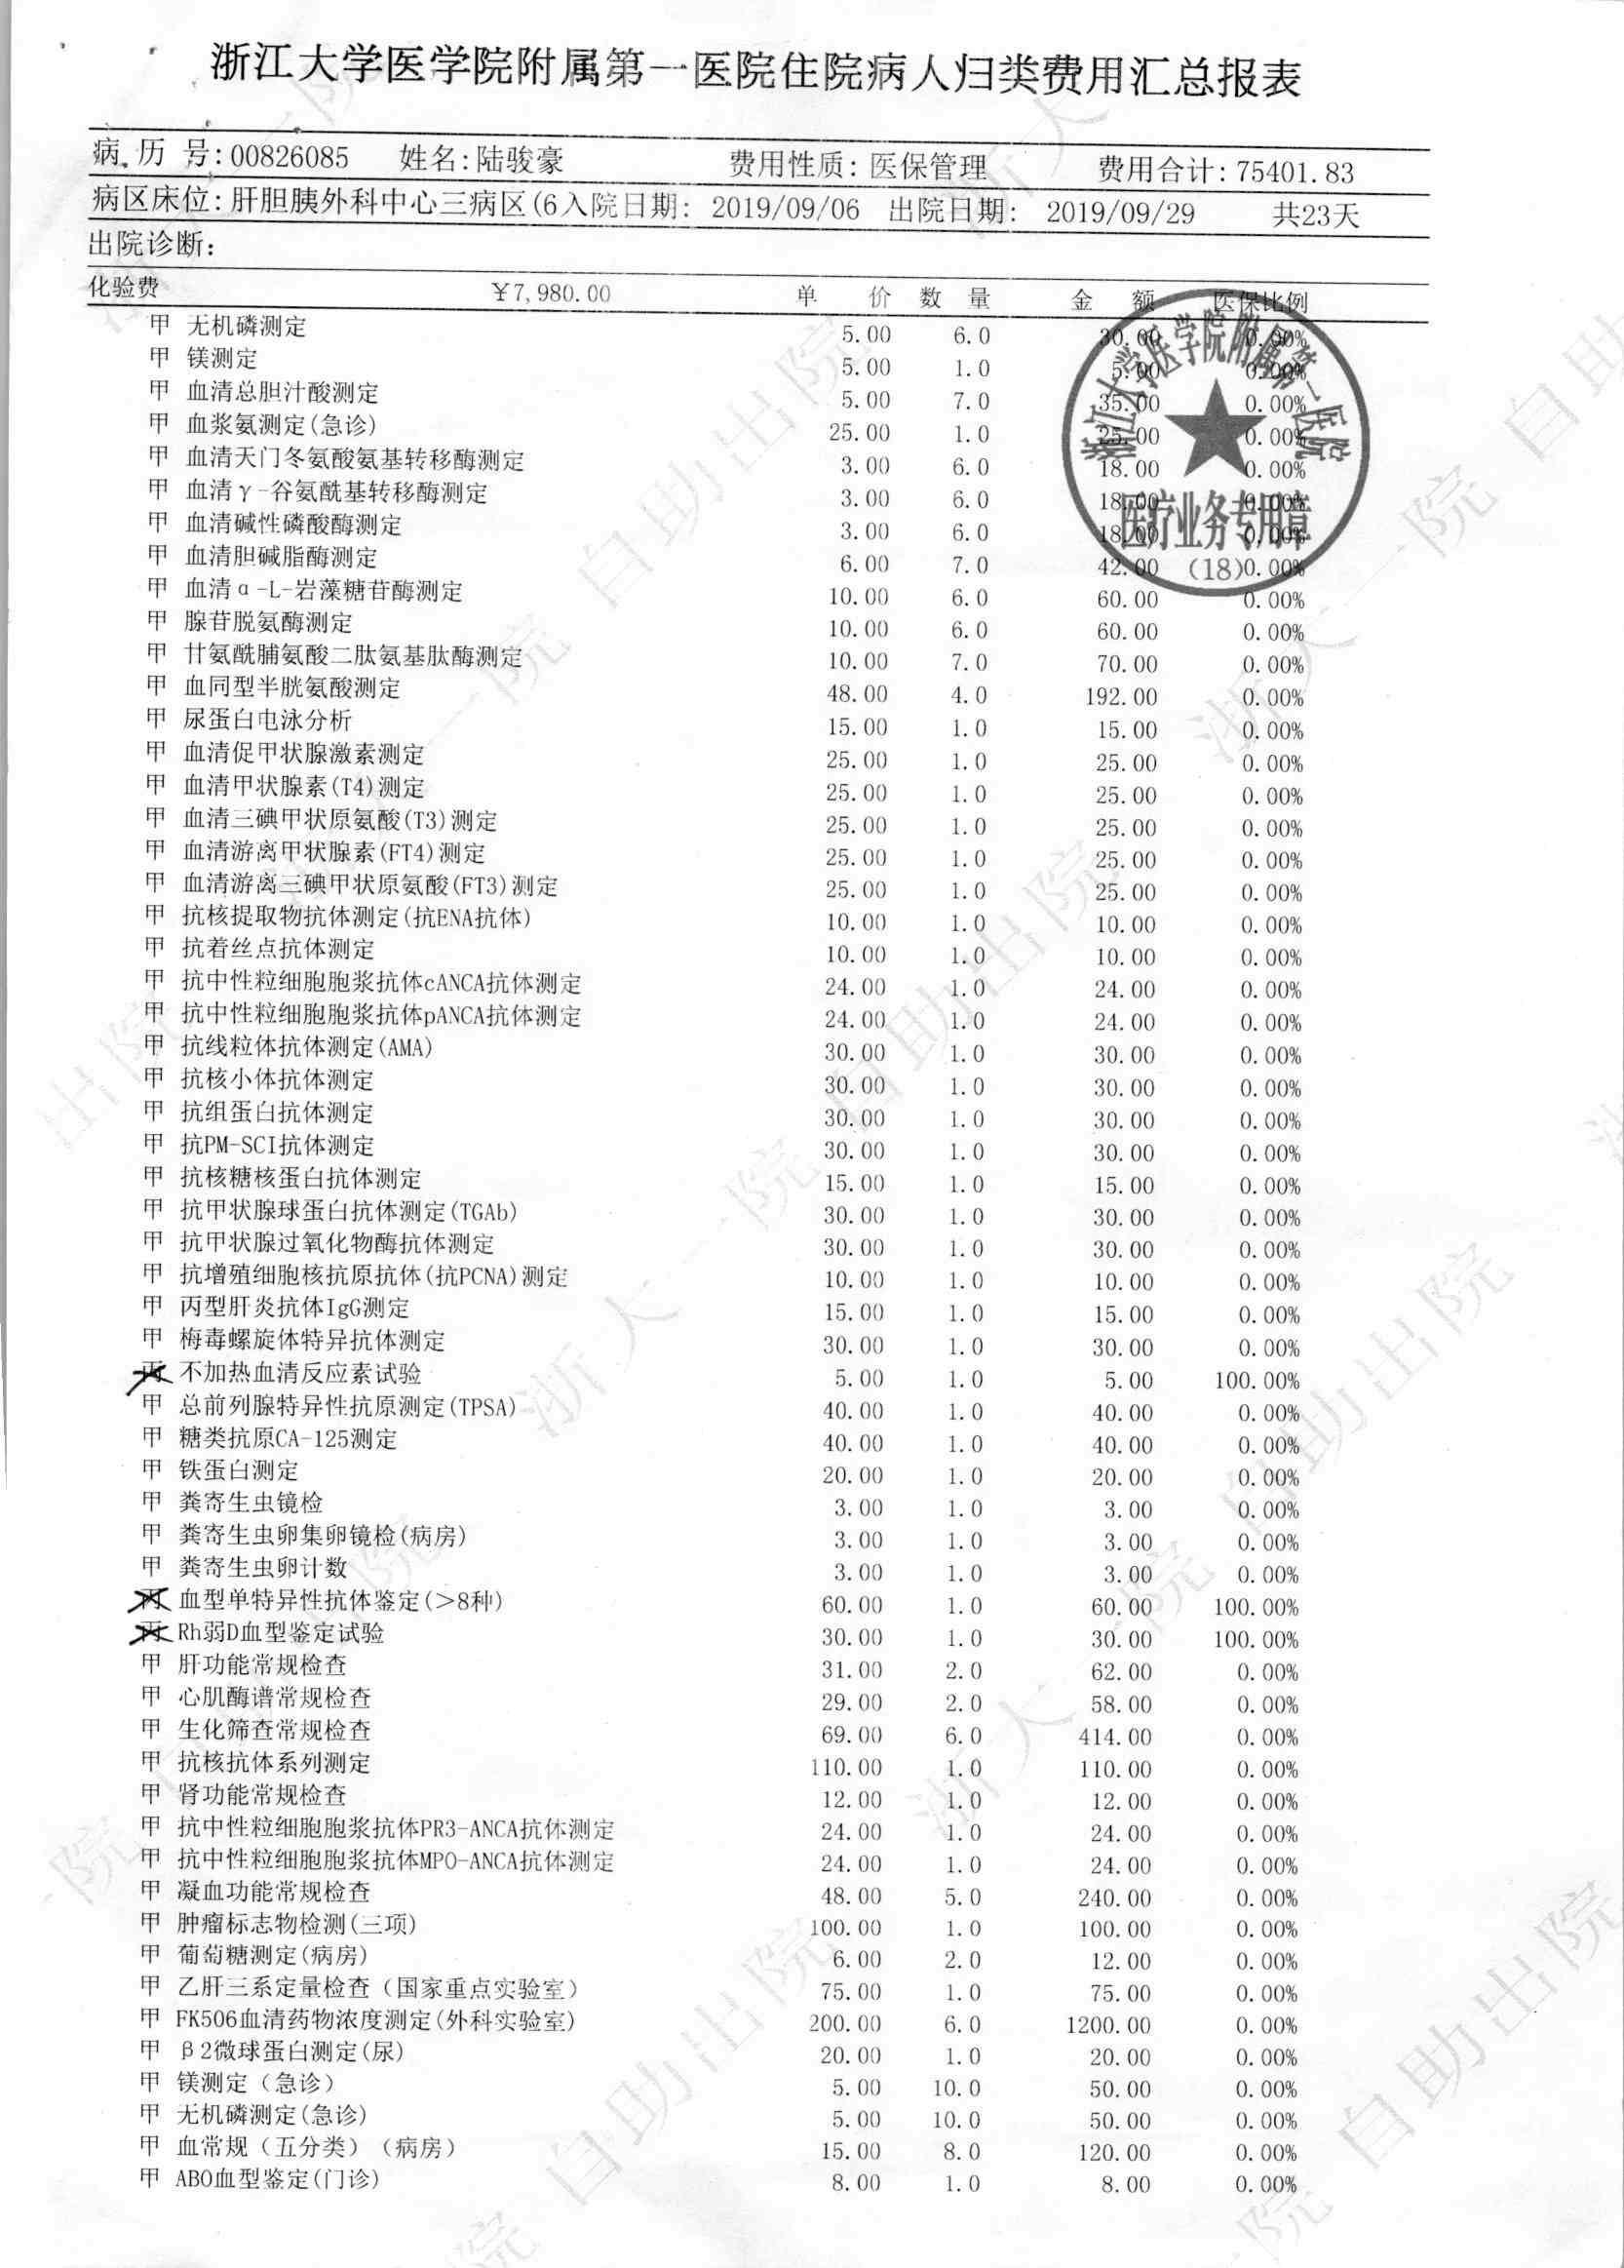 浙江大学医学院附属第一医院住院病人归类费用汇总报表
病历号:00826085 姓名:陆骏豪 费用性质:医保管理 费用合计:75401.83
病区床位:肝胆胰外科中心三病区(6入院日期: 2019/09/06 出院日期: 2019/09/29 共23天
出院诊断:
化验费 ￥7,980.00 单价 数量 金额 医保比例
甲 无机磷测定 5.00 6.0 30.00 0.00%
甲 镁测定 5.00 1.0 5.00 0.00%
甲 血清总胆汁酸测定 5.00 7.0 35.00 0.00%
甲 血浆氨测定(急诊) 25.00 1.0 25.00 0.00%
甲 血清天门冬氨酸氨基转移酶测定 3.00 6.0 18.00 0.00%
甲 血清γ-谷氨酰基转移酶测定 3.00 6.0 18.00 0.00%
甲 血清碱性磷酸酶测定 3.00 6.0 18.00 0.00%
甲 血清胆碱脂酶测定 6.00 7.0 42.00 0.00%
甲 血清α-L-岩藻糖苷酶测定 10.00 6.0 60.00 0.00%
甲 腺苷脱氨酶测定 10.00 6.0 60.00 0.00%
甲 甘氨酰脯氨酸二肽氨基肽酶测定 10.00 7.0 70.00 0.00%
甲 血同型半胱氨酸测定 48.00 4.0 192.00 0.00%
甲 尿蛋白电泳分析 15.00 1.0 15.00 0.00%
甲 血清促甲状腺激素测定 25.00 1.0 25.00 0.00%
甲 血清甲状腺素(T4)测定 25.00 1.0 25.00 0.00%
甲 血清三碘甲状原氨酸(T3)测定 25.00 1.0 25.00 0.00%
甲 血清游离甲状腺素(FT4)测定 25.00 1.0 25.00 0.00%
甲 血清游离三碘甲状原氨酸(FT3)测定 25.00 1.0 25.00 0.00%
甲 抗核提取物抗体测定(抗ENA抗体) 10.00 1.0 10.00 0.00%
甲 抗着丝点抗体测定 10.00 1.0 10.00 0.00%
甲 抗中性粒细胞胞浆抗体cANCA抗体测定 24.00 1.0 24.00 0.00%
甲 抗中性粒细胞胞浆抗体pANCA抗体测定 24.00 1.0 24.00 0.00%
甲 抗线粒体抗体测定(AMA) 30.00 1.0 30.00 0.00%
甲 抗核小体抗体测定 30.00 1.0 30.00 0.00%
甲 抗组蛋白抗体测定 30.00 1.0 30.00 0.00%
甲 抗PM-SCI抗体测定 30.00 1.0 30.00 0.00%
甲 抗核糖核蛋白抗体测定 15.00 1.0 15.00 0.00%
甲 抗甲状腺球蛋白抗体测定(TGAb) 30.00 1.0 30.00 0.00%
甲 抗甲状腺过氧化物酶抗体测定 30.00 1.0 30.00 0.00%
甲 抗增殖细胞核抗原抗体(抗PCNA)测定 10.00 1.0 10.00 0.00%
甲 丙型肝炎抗体IgG测定 15.00 1.0 15.00 0.00%
甲 梅毒螺旋体特异抗体测定 30.00 1.0 30.00 0.00%
丙 不加热血清反应素试验 5.00 1.0 5.00 100.00%
甲 总前列腺特异性抗原测定(TPSA) 40.00 1.0 40.00 0.00%
甲 糖类抗原CA-125测定 40.00 1.0 40.00 0.00%
甲 铁蛋白测定 20.00 1.0 20.00 0.00%
甲 粪寄生虫镜检 3.00 1.0 3.00 0.00%
甲 粪寄生虫卵集卵镜检(病房) 3.00 1.0 3.00 0.00%
甲 粪寄生虫卵计数 3.00 1.0 3.00 0.00%
丙 血型单特异性抗体鉴定(>8种) 60.00 1.0 60.00 100.00%
丙 Rh弱D血型鉴定试验 30.00 1.0 30.00 100.00%
甲 肝功能常规检查 31.00 2.0 62.00 0.00%
甲 心肌酶谱常规检查 29.00 2.0 58.00 0.00%
甲 生化筛查常规检查 69.00 6.0 414.00 0.00%
甲 抗核抗体系列测定 110.00 1.0 110.00 0.00%
甲 肾功能常规检查 12.00 1.0 12.00 0.00%
甲 抗中性粒细胞胞浆抗体PR3-ANCA抗体测定 24.00 1.0 24.00 0.00%
甲 抗中性粒细胞胞浆抗体MPO-ANCA抗体测定 24.00 1.0 24.00 0.00%
甲 凝血功能常规检查 48.00 5.0 240.00 0.00%
甲 肿瘤标志物检测(三项) 100.00 1.0 100.00 0.00%
甲 葡萄糖测定(病房) 6.00 2.0 12.00 0.00%
甲 乙肝三系定量检查（国家重点实验室） 75.00 1.0 75.00 0.00%
甲 FK506血清药物浓度测定(外科实验室) 200.00 6.0 1200.00 0.00%
甲 β2微球蛋白测定(尿) 20.00 1.0 20.00 0.00%
甲 镁测定（急诊） 5.00 10.0 50.00 0.00%
甲 无机磷测定(急诊) 5.00 10.0 50.00 0.00%
甲 血常规（五分类）（病房） 15.00 8.0 120.00 0.00%
甲 ABO血型鉴定(门诊) 8.00 1.0 8.00 0.00%
浙江大学医学院附属第一医院
医疗业务专用章
(18)
浙大一院 自助出院